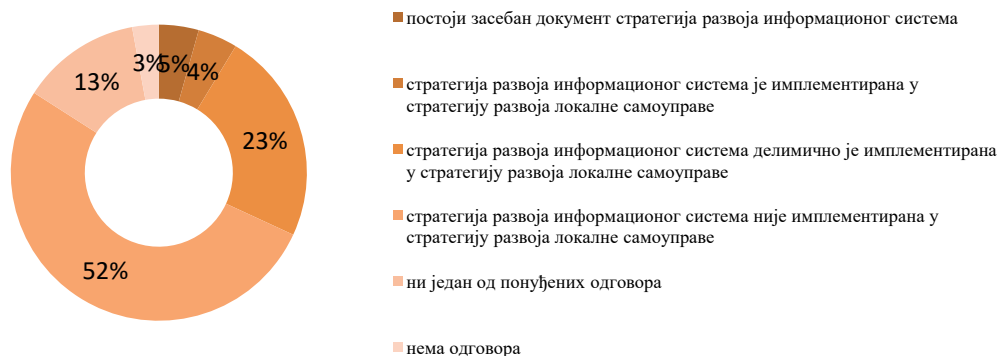 постоји засебан документ стратегија развоја информационог система
3%
5%
4%
13%
стратегија развоја информационог система је имплементирана у
стратегију развоја локалне самоуправе
23%
стратегија развоја информационог система делимично је имплементирана
у стратегију развоја локалне самоуправе
стратегија развоја информационог система није имплементирана у
стратегију развоја локалне самоуправе
52%
ни један од понуђених одговора
нема одговора